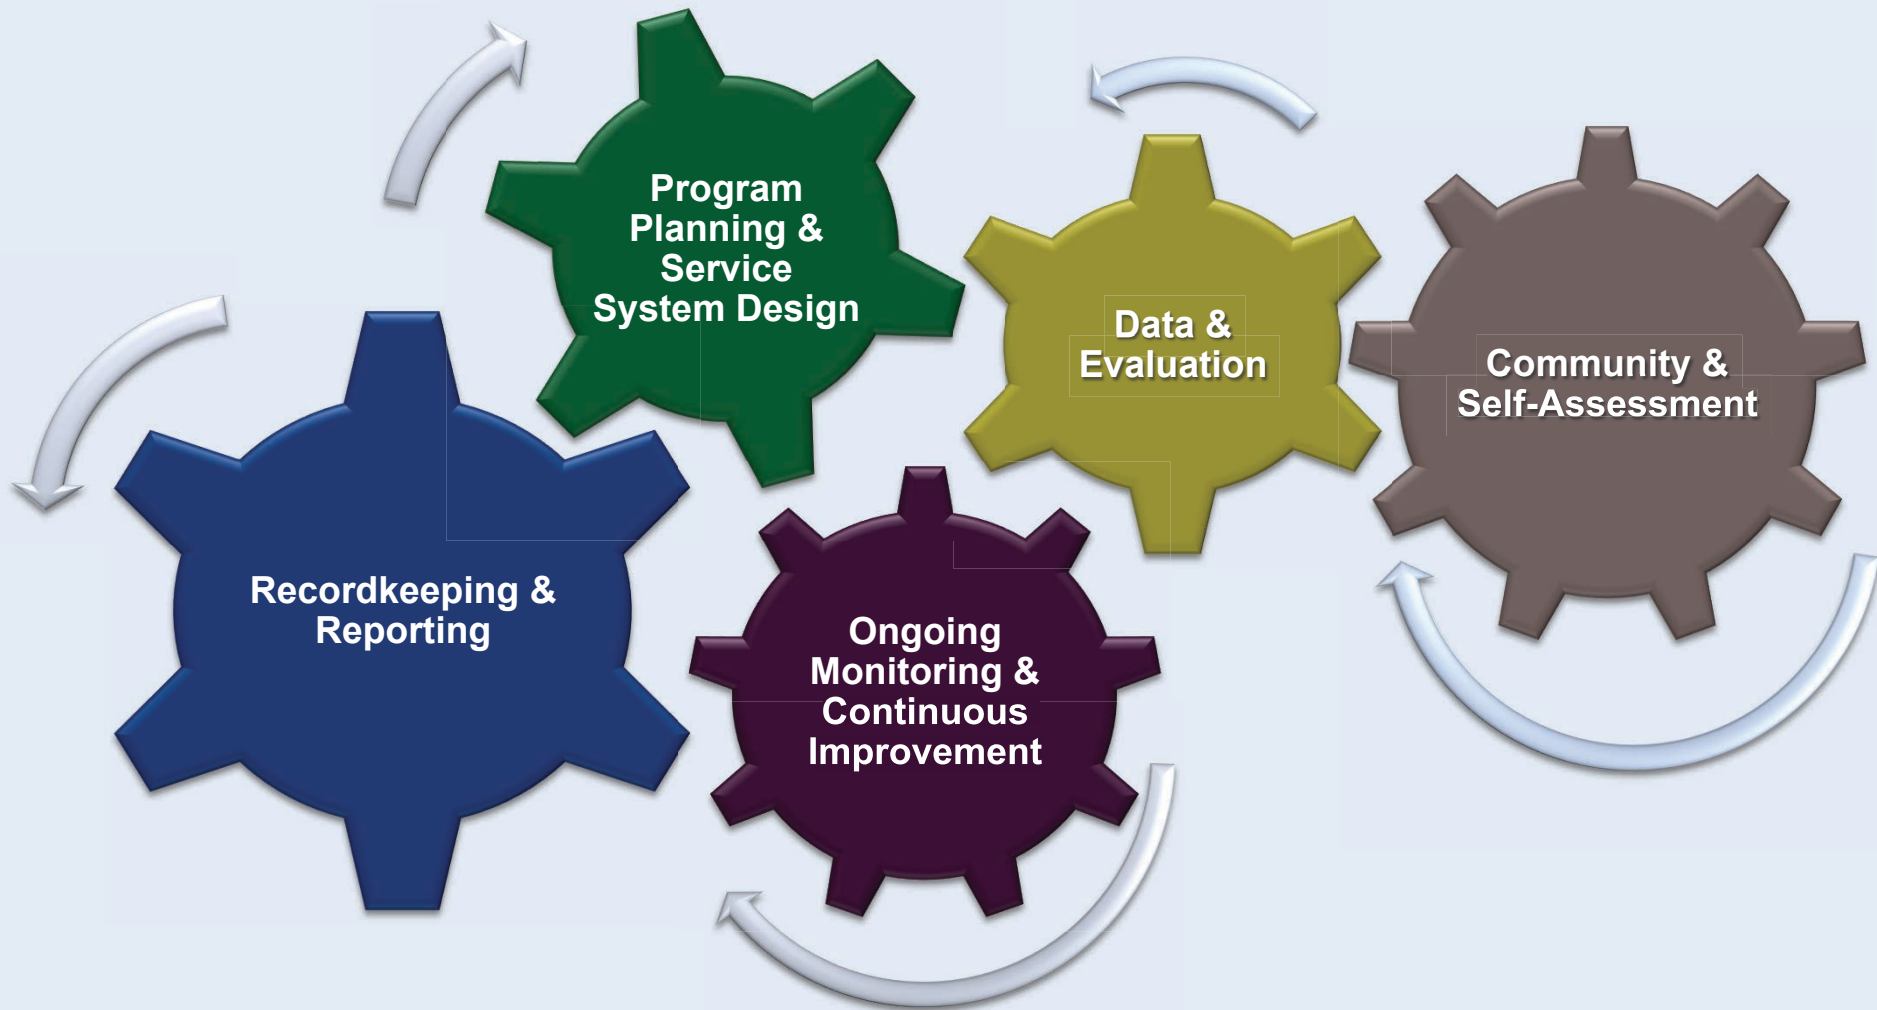 Program
Planning &
Service
System Design
Data &
Evaluation
Community &
Self-Assessment
Recordkeeping &
Reporting
Ongoing
Monitoring &
Continuous
Improvement